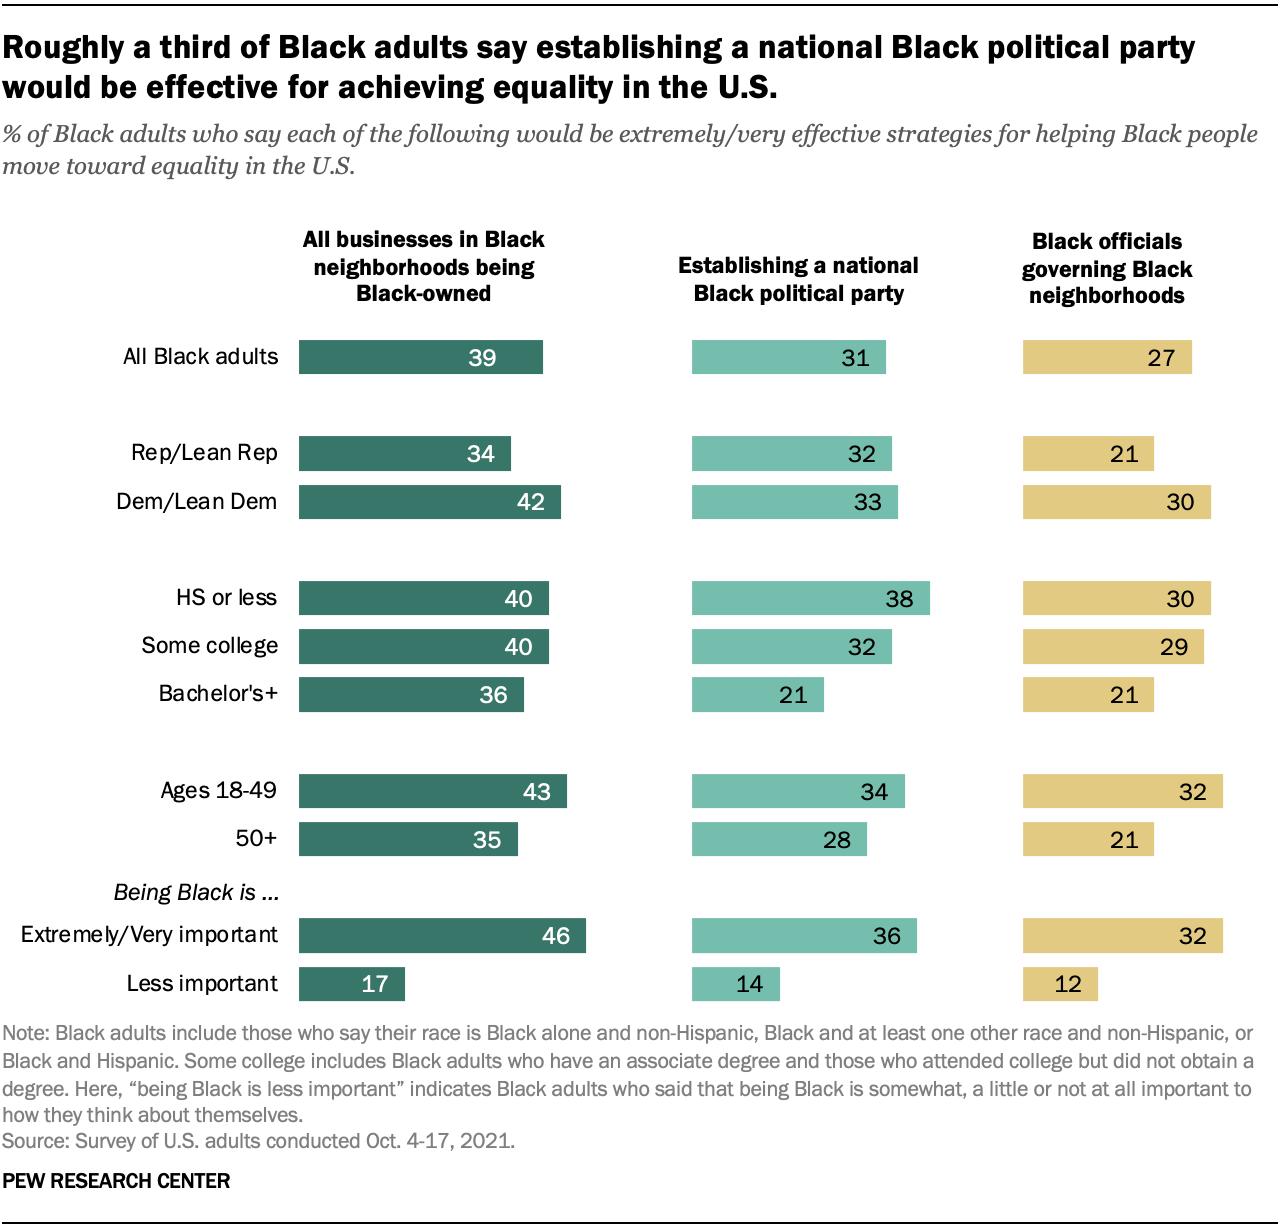 Roughly a third of Black adults say establishing a national Black political party
would be effective for achieving equality in the U.S.
% of Black adults who say each of the following would be extremely/very effective strategies for helping Black people
move toward equality in the U.S.
All businesses in Black
neighborhoods being
Black-owned
Establishing a national
Black political party
Black officials
governing Black
neighborhoods
All Black adults 39 31 27
Rep/Lean Rep 34 32 21
Dem/Lean Dem 42 33 30
HS or less 40 38 30
Some college 40 32 29
Bachelor's+ 36 21 21
Ages 18-49 43 34 32
50+ 35 28 21
Being Black is ...
Extremely/Very important 46 36 32
Less important 17 14 12
Note: Black adults include those who say their race is Black alone and non-Hispanic, Black and at least one other race and non-Hispanic, or
Black and Hispanic. Some college includes Black adults who have an associate degree and those who attended college but did not obtain a
degree. Here, “being Black is less important” indicates Black adults who said that being Black is somewhat, a little or not at all important to
how they think about themselves.
Source: Survey of U.S. adults conducted Oct. 4-17, 2021.
PEW RESEARCH CENTER